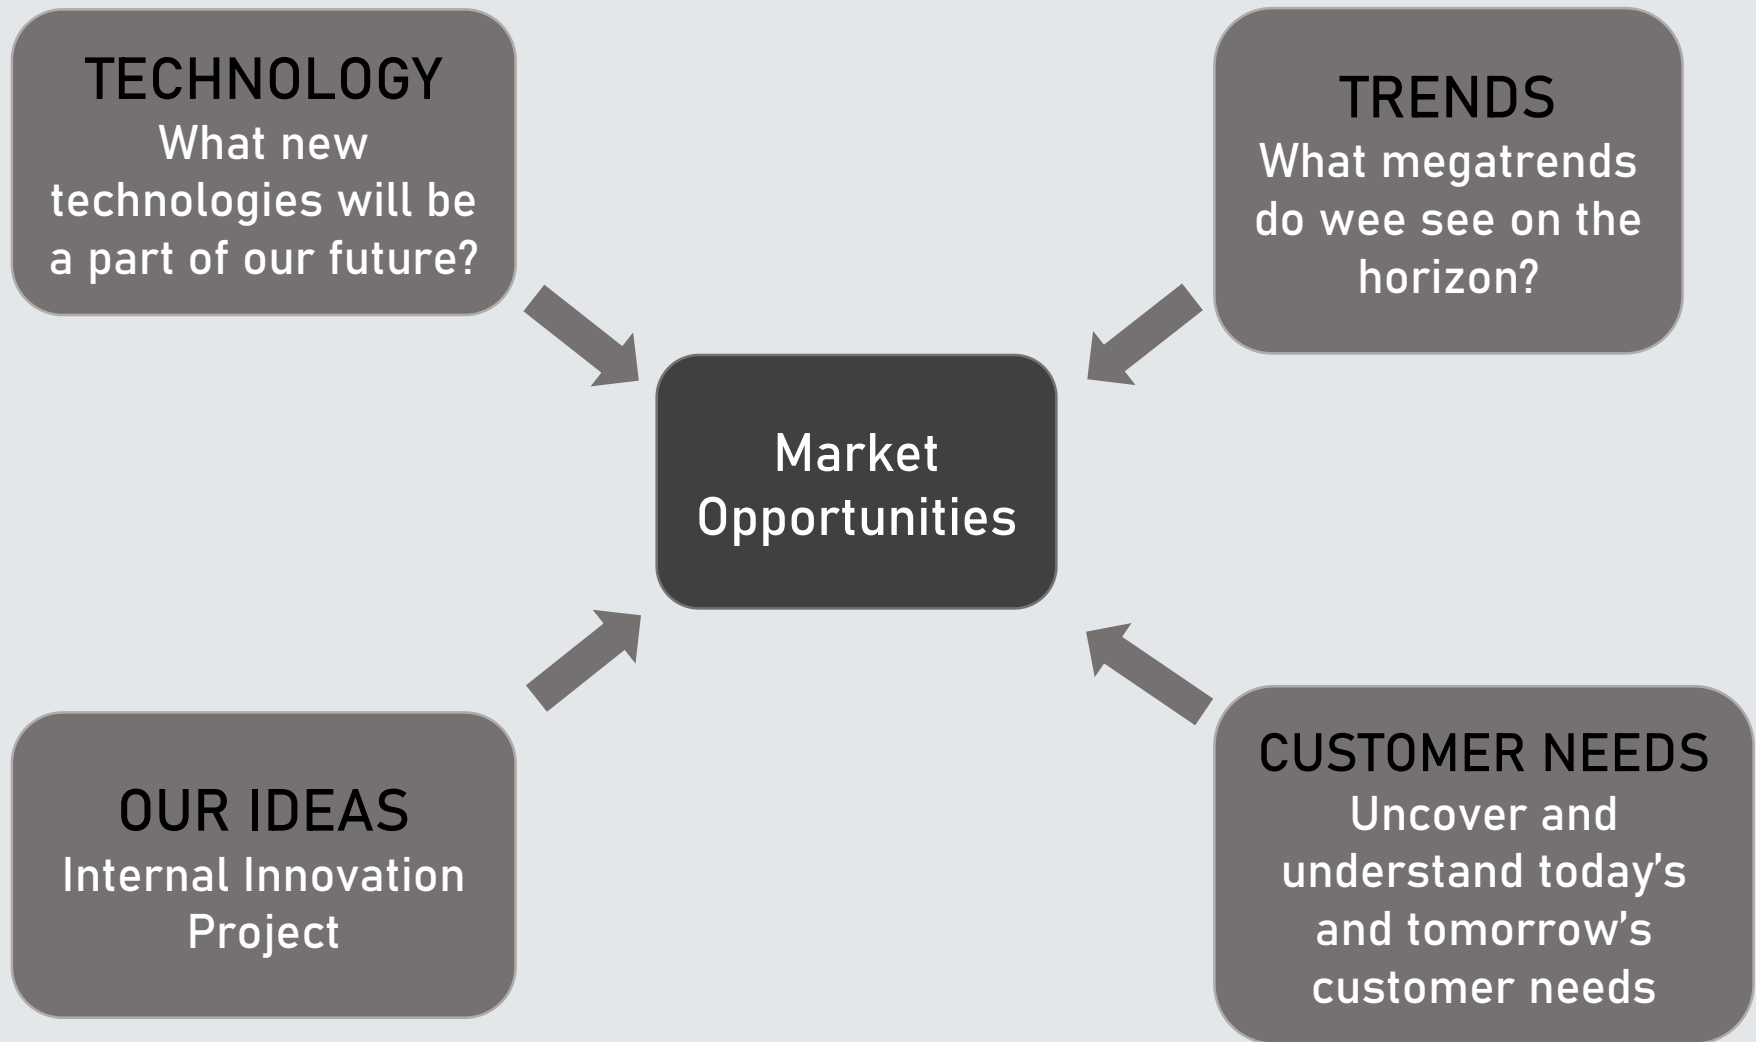 TECHNOLOGY
What new
technologies will be
a part of our future?
TRENDS
What megatrends
do wee see on the
horizon?
Market
Opportunities
OUR IDEAS
Internal Innovation
Project
CUSTOMER NEEDS
Uncover and
understand today’s
and tomorrow’s
customer needs